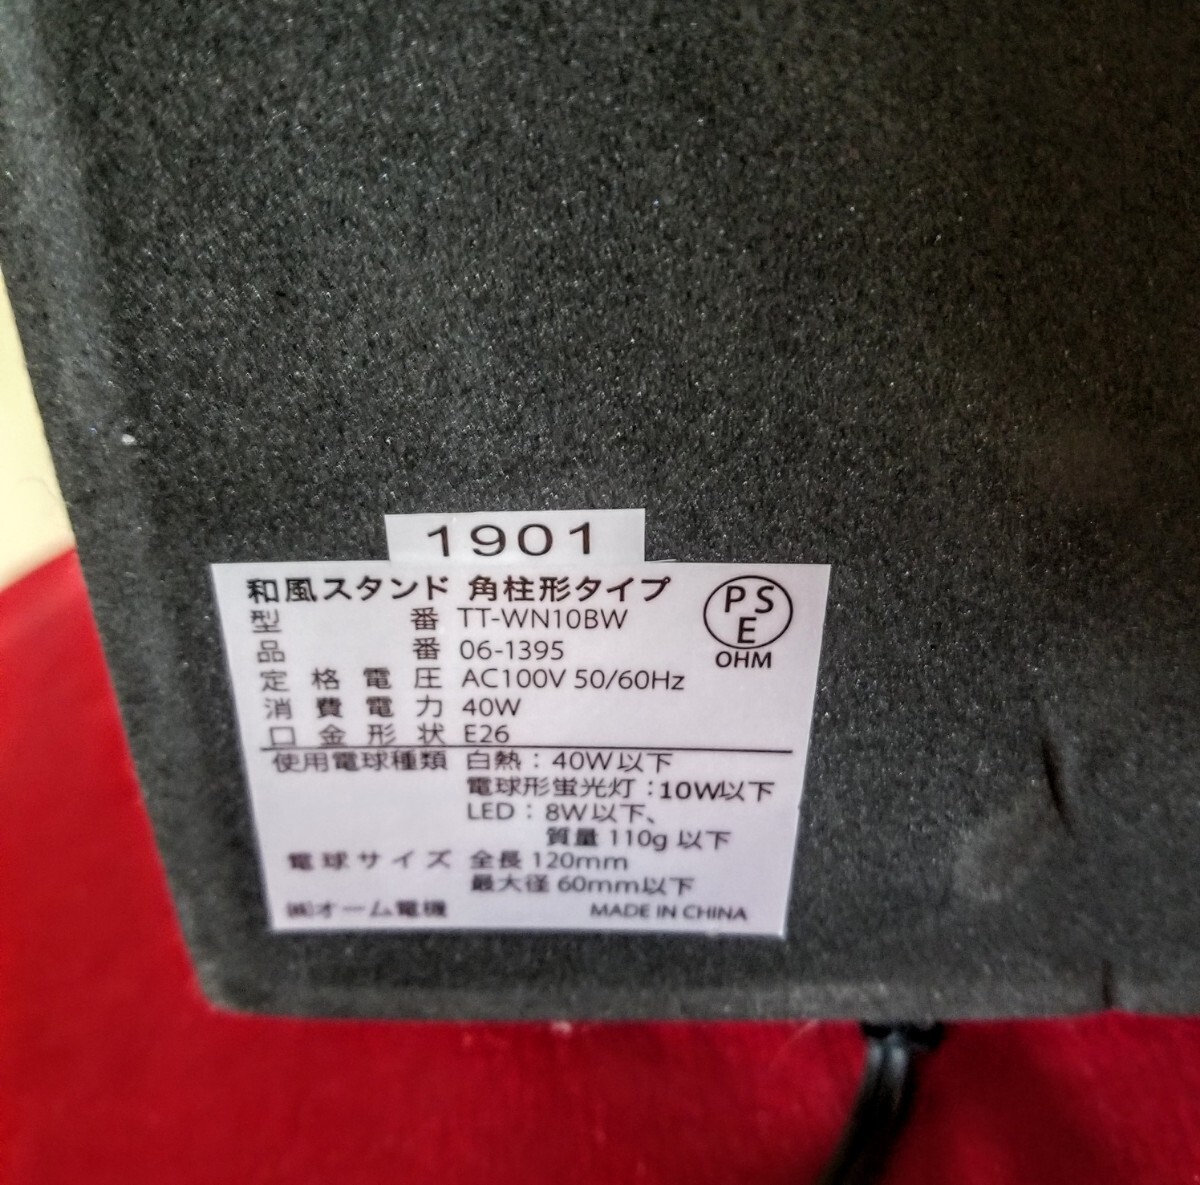 1901
和風スタンド 角柱形タイプ
PSE
OHM
型番 TT-WN10BW
品番 06-1395
定格電圧 AC100V 50/60Hz
消費電力 40W
口金形状 E26
使用電球種類 白熱：40W以下
電球形蛍光灯：10W以下
LED：8W以下、
質量 110g 以下
電球サイズ 全長 120mm
最大径 60mm以下
㈱オーム電機 MADE IN CHINA